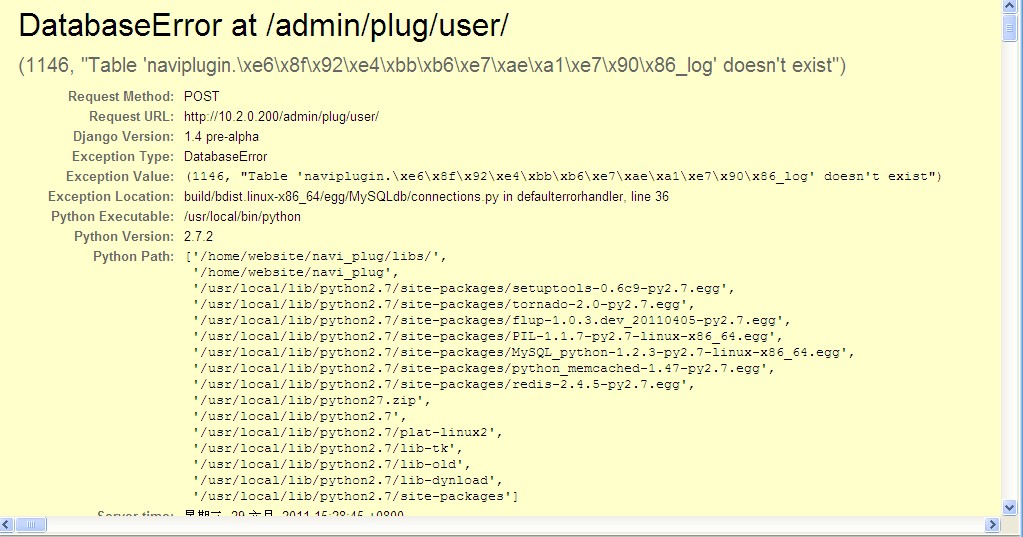 DatabaseError at /admin/plug/user/
(1146, "Table 'naviplugin.\xe6\x8f\x92\xe4\xbb\xb6\xe7\xae\xa1\xe7\x90\x86_log' doesn't exist")
Request Method: POST
Request URL: http://10.2.0.200/admin/plug/user/
Django Version: 1.4 pre-alpha
Exception Type: DatabaseError
Exception Value: (1146, "Table 'naviplugin.\xe6\x8f\x92\xe4\xbb\xb6\xe7\xae\xa1\xe7\x90\x86_log' doesn't exist")
Exception Location: build/bdist.linux-x86_64/egg/MySQLdb/connections.py in defaulterrorhandler, line 36
Python Executable: /usr/local/bin/python
Python Version: 2.7.2
Python Path: ['/home/website/navi_plug/libs/',
'/home/website/navi_plug',
'/usr/local/lib/python2.7/site-packages/setuptools-0.6c9-py2.7.egg',
'/usr/local/lib/python2.7/site-packages/tornado-2.0-py2.7.egg',
'/usr/local/lib/python2.7/site-packages/flup-1.0.3.dev_20110405-py2.7.egg',
'/usr/local/lib/python2.7/site-packages/PIL-1.1.7-py2.7-linux-x86_64.egg',
'/usr/local/lib/python2.7/site-packages/MySQL_python-1.2.3-py2.7-linux-x86_64.egg',
'/usr/local/lib/python2.7/site-packages/python_memcached-1.47-py2.7.egg',
'/usr/local/lib/python2.7/site-packages/redis-2.4.5-py2.7.egg',
'/usr/local/lib/python27.zip',
'/usr/local/lib/python2.7',
'/usr/local/lib/python2.7/plat-linux2',
'/usr/local/lib/python2.7/lib-tk',
'/usr/local/lib/python2.7/lib-old',
'/usr/local/lib/python2.7/lib-dynload',
'/usr/local/lib/python2.7/site-packages']
Server time: 29 六月 2011 15:28:45 +0800